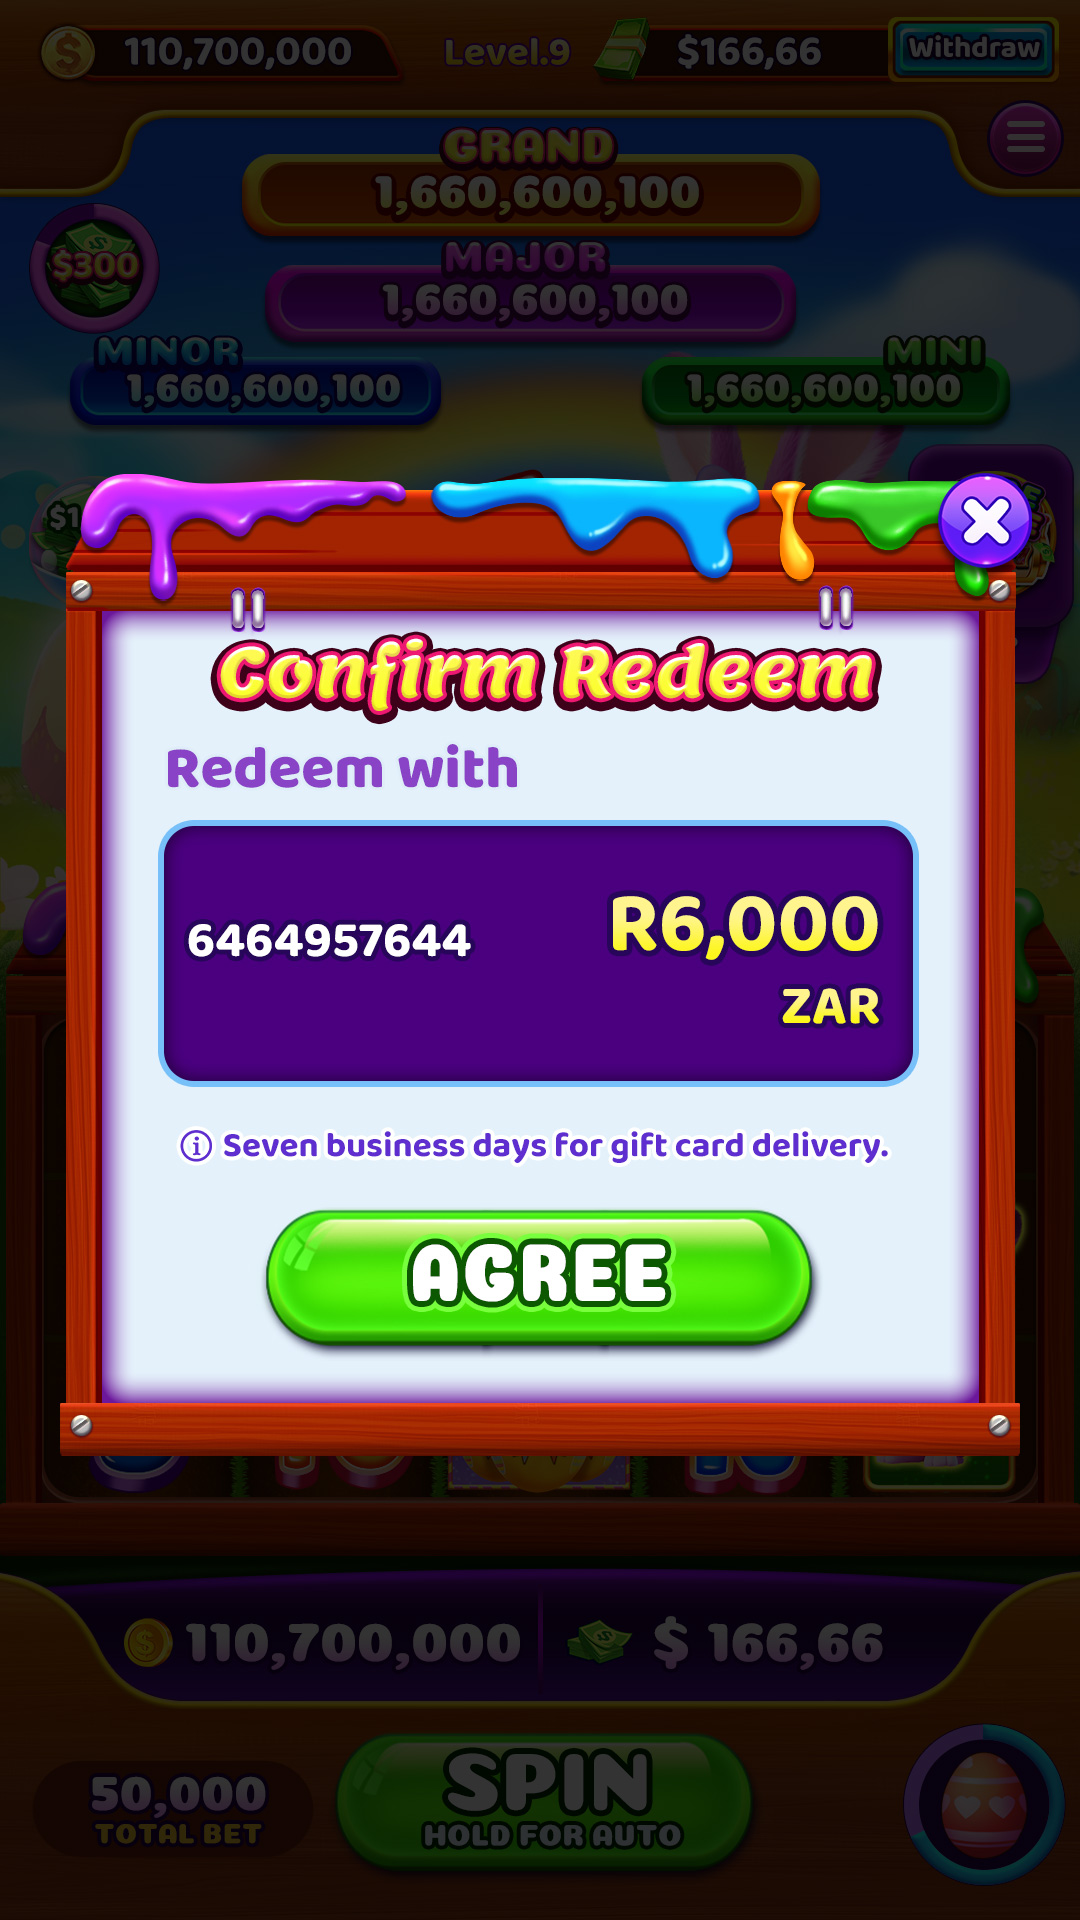 110,700,000 Level.9 $166,66 Withdraw
GRAND
1,660,600,100
$300
MAJOR
1,660,600,100
MINOR MINI
1,660,600,100 1,660,600,100
Confirm Redeem
Redeem with
6464957644 R6,000
ZAR
Seven business days for gift card delivery.
AGREE
110,700,000 $ 166,66
50,000
TOTAL BET
SPIN
HOLD FOR AUTO